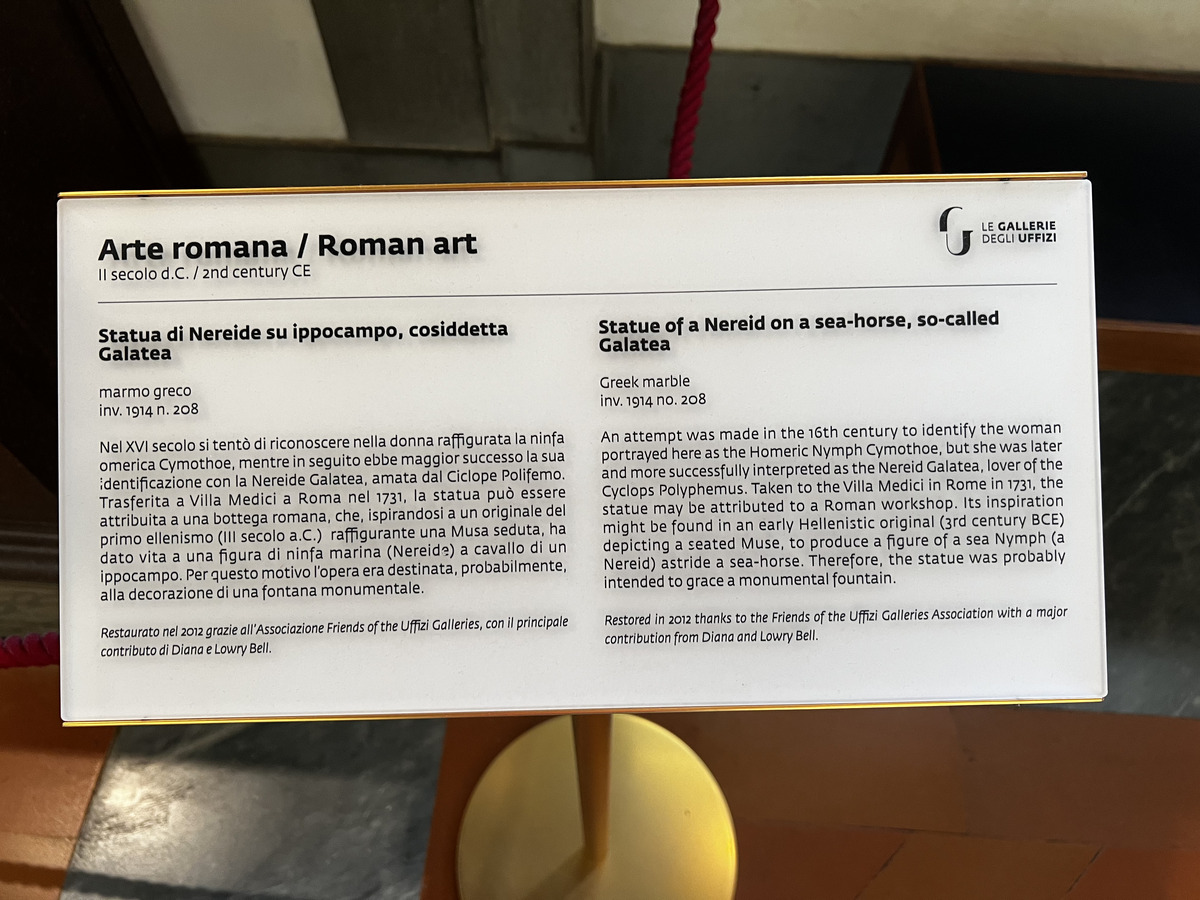 Arte romana / Roman art
II secolo d.C. / 2nd century CE
LE GALLERIE
DEGLI UFFIZI
Statua di Nereide su ippocampo, cosiddetta
Galatea
marmo greco
inv. 1914 n. 208
Nel XVI secolo si tentò di riconoscere nella donna raffigurata la ninfa
omerica Cymothoe, mentre in seguito ebbe maggior successo la sua
identificazione con la Nereide Galatea, amata dal Ciclope Polifemo.
Trasferita a Villa Medici a Roma nel 1731, la statua può essere
attribuita a una bottega romana, che, ispirandosi a un originale del
primo ellenismo (III secolo a.C.) raffigurante una Musa seduta, ha
dato vita a una figura di ninfa marina (Nereide) a cavallo di un
ippocampo. Per questo motivo l'opera era destinata, probabilmente,
alla decorazione di una fontana monumentale.
Restaurato nel 2012 grazie all'Associazione Friends of the Uffizi Galleries, con il principale
contributo di Diana e Lowry Bell.
Statue of a Nereid on a sea-horse, so-called
Galatea
Greek marble
inv. 1914 no. 208
An attempt was made in the 16th century to identify the woman
portrayed here as the Homeric Nymph Cymothoe, but she was later
and more successfully interpreted as the Nereid Galatea, lover of the
Cyclops Polyphemus. Taken to the Villa Medici in Rome in 1731, the
statue may be attributed to a Roman workshop. Its inspiration
might be found in an early Hellenistic original (3rd century BCE)
depicting a seated Muse, to produce a figure of a sea Nymph (a
Nereid) astride a sea-horse. Therefore, the statue was probably
intended to grace a monumental fountain.
Restored in 2012 thanks to the Friends of the Uffizi Galleries Association with a major
contribution from Diana and Lowry Bell.